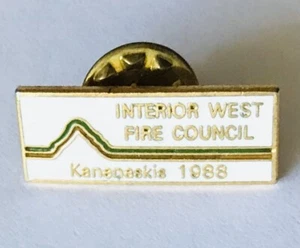 INTERIOR WEST
FIRE COUNCIL
Kananaskis 1988